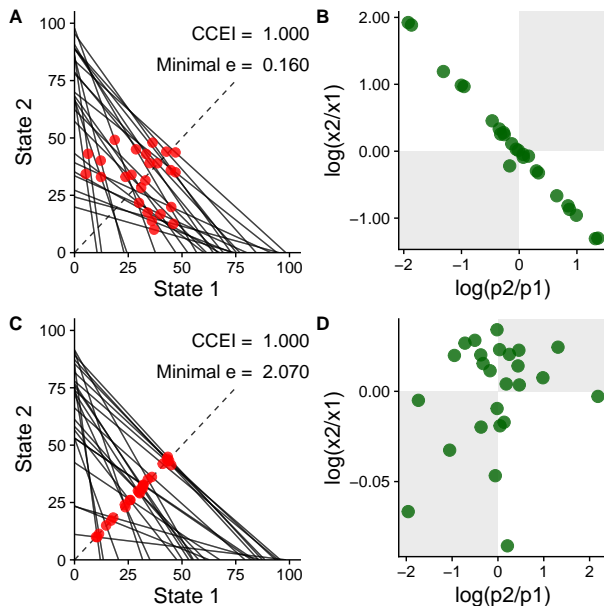 A
CCEI = 1.000
Minimal e = 0.160
State 2
100
75
50
25
0
0 25 50 75 100
State 1
B
log(x2/x1)
2.00
1.00
0.00
−1.00
−2 −1 0 1
log(p2/p1)
C
CCEI = 1.000
Minimal e = 2.070
State 2
100
75
50
25
0
0 25 50 75 100
State 1
D
log(x2/x1)
0.00
−0.05
−2 −1 0 1 2
log(p2/p1)